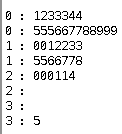 0 : 1233344
0 : 555667788999
1 : 0012233
1 : 5566778
2 : 000114
2 :
3 :
3 : 5